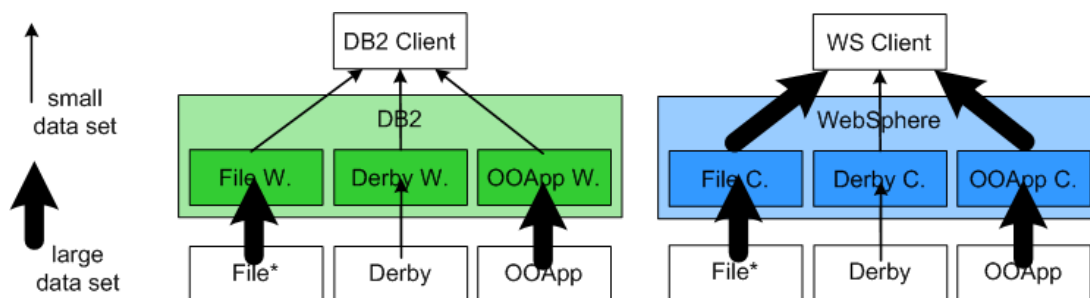 small
data set
large
data set
DB2 Client
DB2
File W.
Derby W.
OOApp W.
File*
Derby
OOApp
WS Client
WebSphere
File C.
Derby C.
OOApp C.
File*
Derby
OOApp